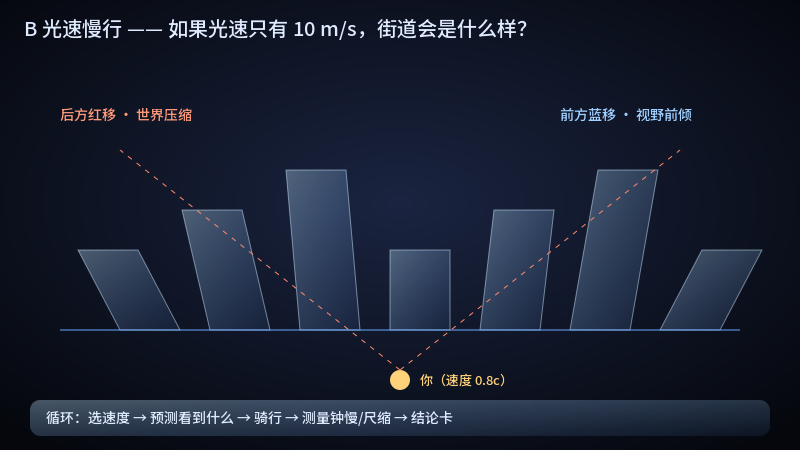 B 光速慢行 —— 如果光速只有 10 m/s，街道会是什么样？
后方红移 · 世界压缩
前方蓝移 · 视野前倾
你（速度 0.8c）
循环：选速度 → 预测看到什么 → 骑行 → 测量钟慢/尺缩 → 结论卡